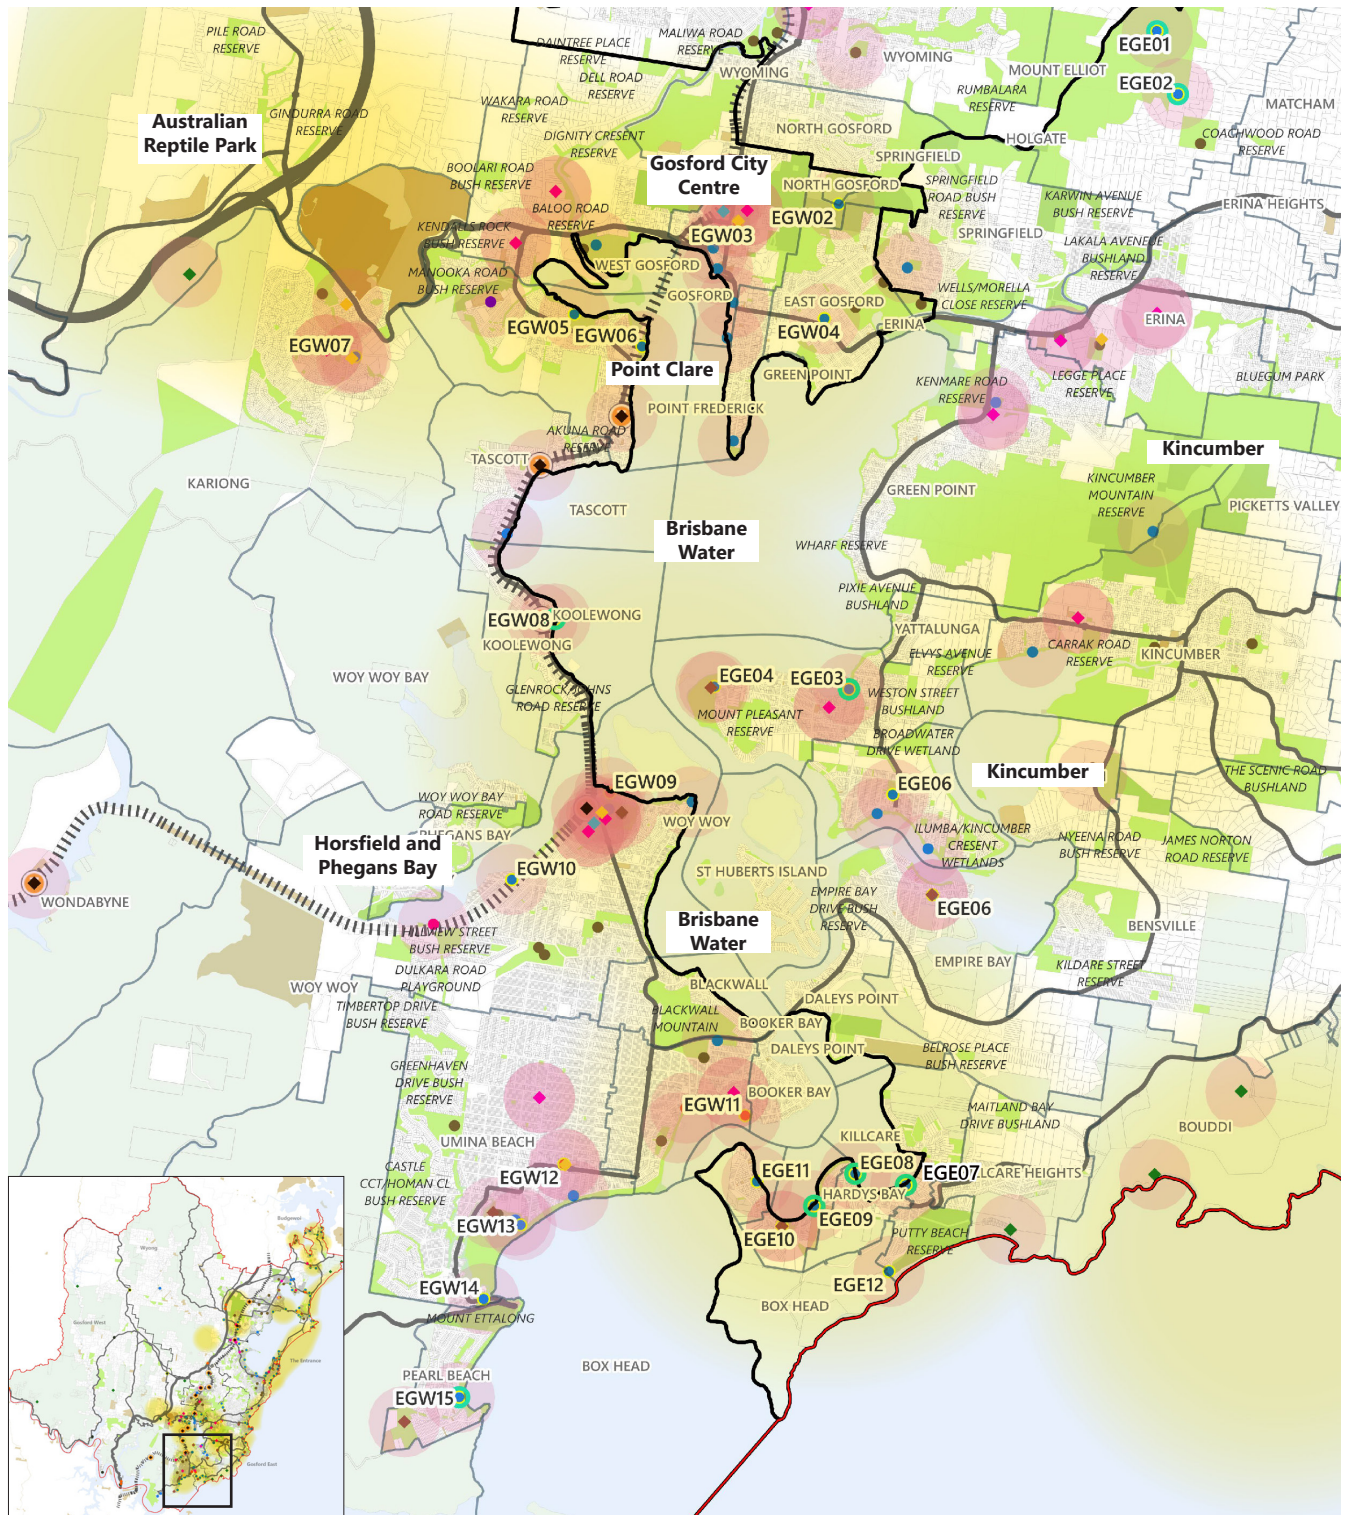 PILE ROAD
RESERVE
DAINTREE PLACE
RESERVE
MALIWA ROAD
RESERVE
WYOMING
WYOMING
EGE01
MOUNT ELLIOT
EGE02
DELL ROAD
RESERVE
RUMBALARA
RESERVE
MATCHAM
WAKARA ROAD
RESERVE
GINDURRA ROAD
RESERVE
Australian
Reptile Park
DIGNITY CRESENT
RESERVE
NORTH GOSFORD
HOLGATE
COACHWOOD ROAD
RESERVE
SPRINGFIELD
BOOLARI ROAD
BUSH RESERVE
Gosford City
Centre
NORTH GOSFORD
SPRINGFIELD
ROAD BUSH
RESERVE
KARWIN AVENUE
BUSH RESERVE
ERINA HEIGHTS
BALOO ROAD
RESERVE
EGW02
KENDALLS ROCK
BUSH RESERVE
EGW03
SPRINGFIELD
LAKALA AVENEUE
BUSHLAND
RESERVE
WEST GOSFORD
MANOOKA ROAD
BUSH RESERVE
GOSFORD
EAST GOSFORD
WELLS/MORELLA
CLOSE RESERVE
EGW05
EGW06
EGW04
ERINA
ERINA
EGW07
Point Clare
GREEN POINT
KENMARE ROAD
RESERVE
LEGGE PLACE
RESERVE
BLUEGUM PARK
POINT FREDERICK
AKUNA ROAD
RESERVE
Kincumber
TASCOTT
KARIONG
GREEN POINT
KINCUMBER
MOUNTAIN
RESERVE
PICKETTS VALLEY
TASCOTT
Brisbane
Water
WHARF RESERVE
PIXIE AVENUE
BUSHLAND
EGW08
KOOLEWONG
YATTALUNGA
KOOLEWONG
ELVYS AVENUE
RESERVE
CARRAK ROAD
RESERVE
KINCUMBER
WOY WOY BAY
GLENROCK/JOHNS
ROAD RESERVE
EGE04
EGE03
WESTON STREET
BUSHLAND
MOUNT PLEASANT
RESERVE
BROADWATER
DRIVE WETLAND
Kincumber
THE SCENIC ROAD
BUSHLAND
EGW09
EGE06
WOY WOY BAY
ROAD RESERVE
WOY WOY
PHEGANS BAY
Horsfield and
Phegans Bay
ILUMBA/KINCUMBER
CRESENT
WETLANDS
NYEENA ROAD
BUSH RESERVE
JAMES NORTON
ROAD RESERVE
EGW10
ST HUBERTS ISLAND
WONDABYNE
EMPIRE BAY
DRIVE BUSH
RESERVE
EGE06
Brisbane
Water
BENSVILLE
HILLVIEW STREET
BUSH RESERVE
EMPIRE BAY
KILDARE STREET
RESERVE
DULKARA ROAD
PLAYGROUND
WOY WOY
BLACKWALL
DALEYS POINT
TIMBERTOP DRIVE
BUSH RESERVE
BLACKWALL
MOUNTAIN
BOOKER BAY
DALEYS POINT
BELROSE PLACE
BUSH RESERVE
GREENHAVEN
DRIVE BUSH
RESERVE
BOOKER BAY
EGW11
MAITLAND BAY
DRIVE BUSHLAND
BOUDDI
UMINA BEACH
KILLCARE
CASTLE
CCT/HOMAN CL
BUSH RESERVE
EGW12
EGE11
EGE08
EGE07
LLCARE HEIGHTS
HARDYS BAY
EGW13
EGE09
EGE10
PUTTY BEACH
RESERVE
EGW14
EGE12
MOUNT ETTALONG
BOX HEAD
BOX HEAD
PEARL BEACH
EGW15
Budgewoi
Wyong
Gosford West
The Entrance
Gosford East